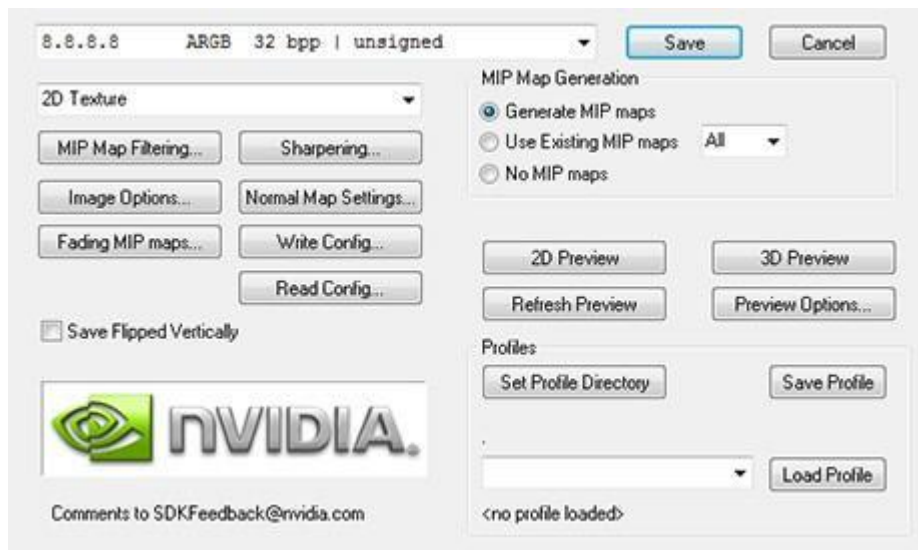 8.8.8.8 ARGB 32 bpp | unsigned
Save
Cancel
2D Texture
MIP Map Generation
Generate MIP maps
Use Existing MIP maps All
No MIP maps
MIP Map Filtering...
Sharpening...
Image Options...
Normal Map Settings...
Fading MIP maps...
Write Config...
Read Config...
2D Preview
3D Preview
Refresh Preview
Preview Options...
Save Flipped Vertically
Profiles
Set Profile Directory
Save Profile
.
Load Profile
<no profile loaded>
NVIDIA.
Comments to SDKFeedback@nvidia.com